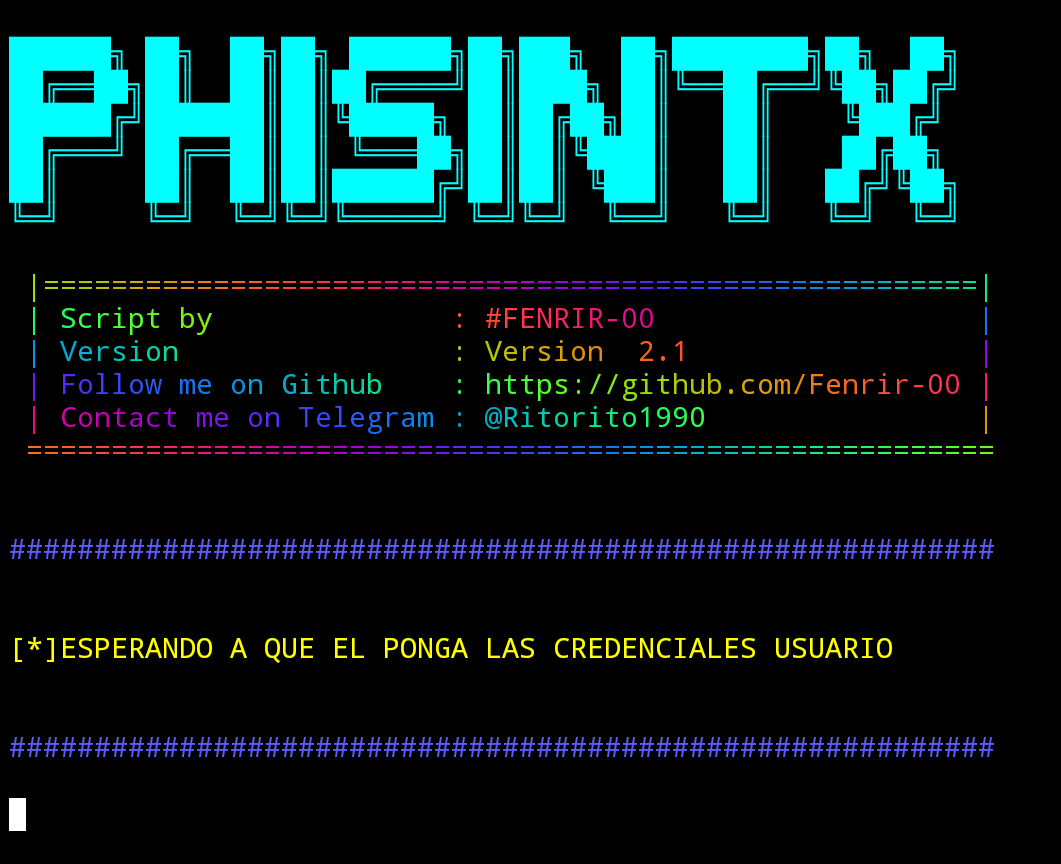 PHISINTX
|========================================================|
| Script by : #FENRIR-00 |
| Version : Version 2.1 |
| Follow me on Github : https://github.com/Fenrir-00 |
| Contact me on Telegram : @Ritorito1990 |
==========================================================
##########################################################
[*]ESPERANDO A QUE EL PONGA LAS CREDENCIALES USUARIO
##########################################################